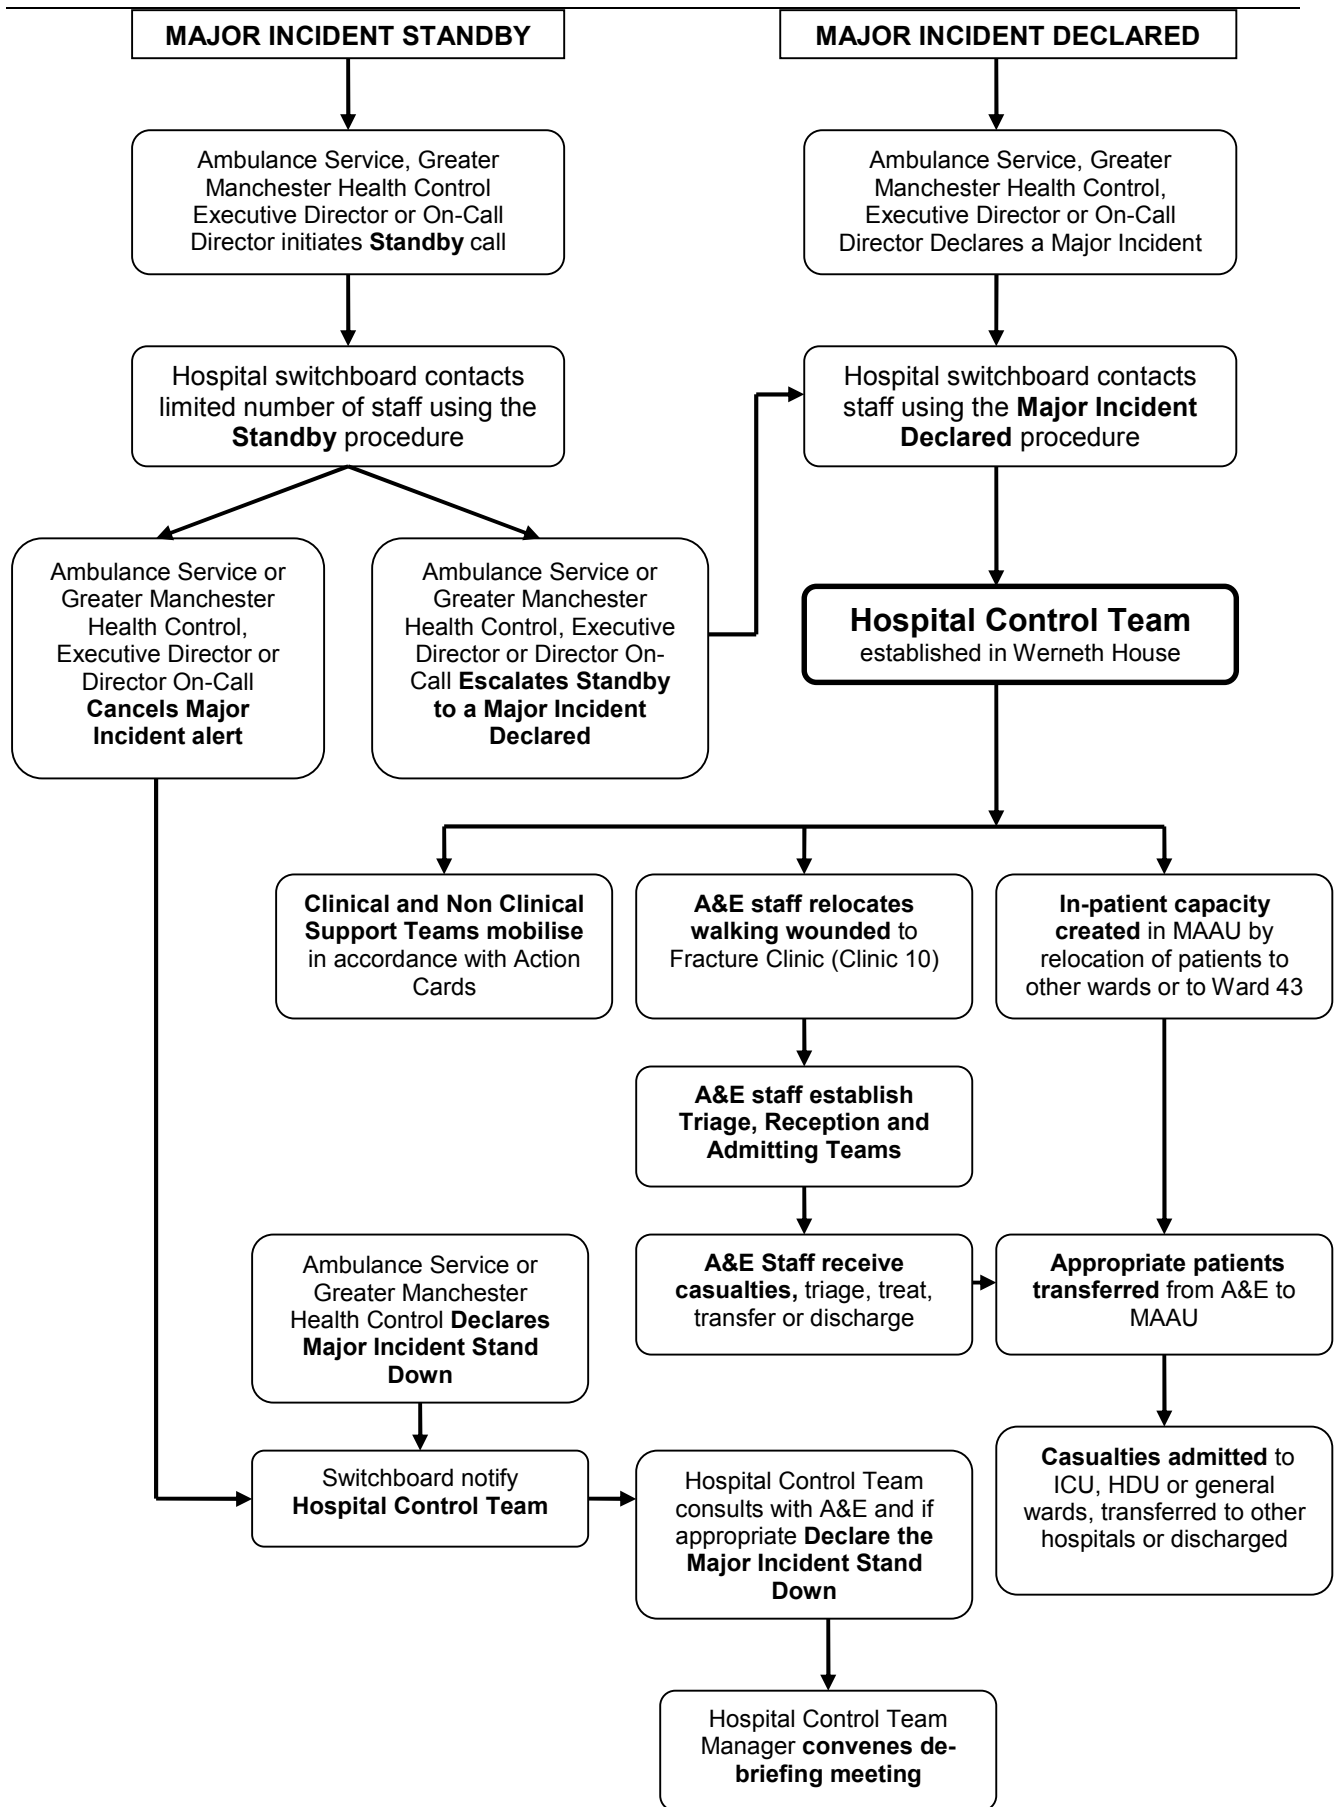 MAJOR INCIDENT STANDBY
MAJOR INCIDENT DECLARED
Ambulance Service, Greater
Manchester Health Control
Executive Director or On-Call
Director initiates Standby call
Ambulance Service, Greater
Manchester Health Control,
Executive Director or On-Call
Director Declares a Major Incident
Hospital switchboard contacts
limited number of staff using the
Standby procedure
Hospital switchboard contacts
staff using the Major Incident
Declared procedure
Ambulance Service or
Greater Manchester
Health Control,
Executive Director or
Director On-Call
Cancels Major
Incident alert
Ambulance Service or
Greater Manchester
Health Control, Executive
Director or Director On-
Call Escalates Standby
to a Major Incident
Declared
Hospital Control Team
established in Werneth House
Clinical and Non Clinical
Support Teams mobilise
in accordance with Action
Cards
A&E staff relocates
walking wounded to
Fracture Clinic (Clinic 10)
In-patient capacity
created in MAAU by
relocation of patients to
other wards or to Ward 43
A&E staff establish
Triage, Reception and
Admitting Teams
Ambulance Service or
Greater Manchester
Health Control Declares
Major Incident Stand
Down
A&E Staff receive
casualties, triage, treat,
transfer or discharge
Appropriate patients
transferred from A&E to
MAAU
Switchboard notify
Hospital Control Team
Hospital Control Team
consults with A&E and if
appropriate Declare the
Major Incident Stand
Down
Casualties admitted to
ICU, HDU or general
wards, transferred to other
hospitals or discharged
Hospital Control Team
Manager convenes de-
briefing meeting